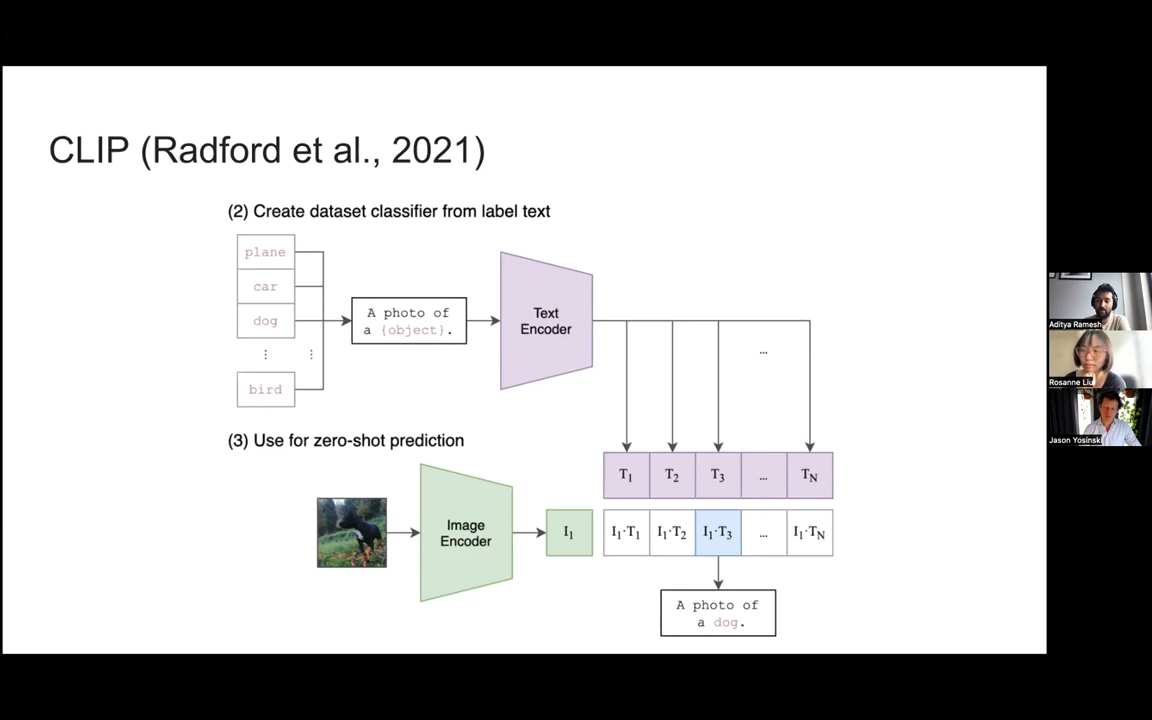 CLIP (Radford et al., 2021)
(2) Create dataset classifier from label text
plane
car
dog
⋮
⋮
bird
A photo of
a {object}.
Text
Encoder
...
(3) Use for zero-shot prediction
Image
Encoder
I1
T1 T2 T3 ... TN
I1·T1 I1·T2 I1·T3 ... I1·TN
A photo of
a dog.
Aditya Ramesh
Rosanne Liu
Jason Yosinski